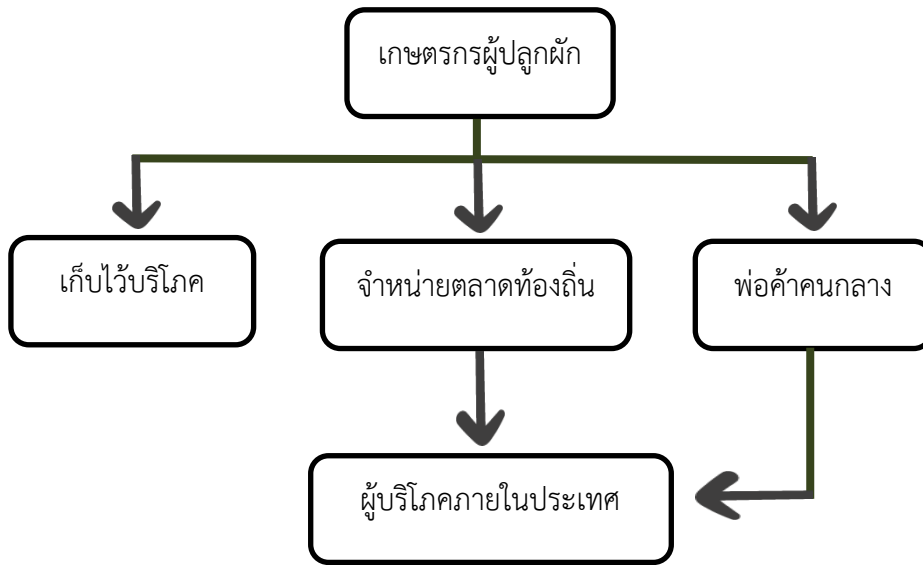 เกษตรกรผู้ปลูกผัก
เก็บไว้บริโภค
จำหน่ายตลาดท้องถิ่น
พ่อค้าคนกลาง
ผู้บริโภคภายในประเทศ